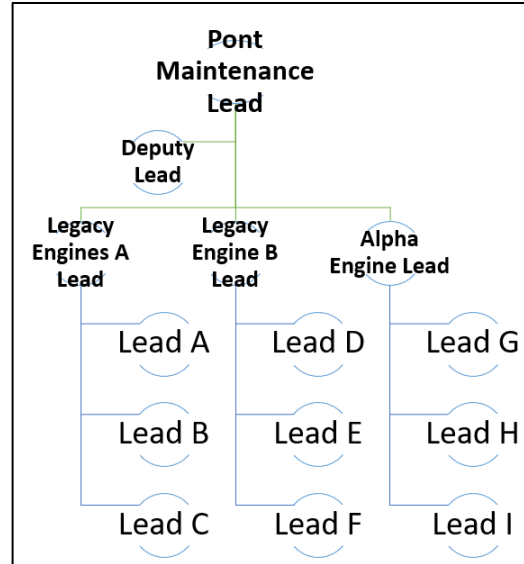 Pont
Maintenance
Lead
Deputy
Lead
Legacy
Engines A
Lead
Legacy
Engine B
Lead
Alpha
Engine Lead
Lead A
Lead D
Lead G
Lead B
Lead E
Lead H
Lead C
Lead F
Lead I